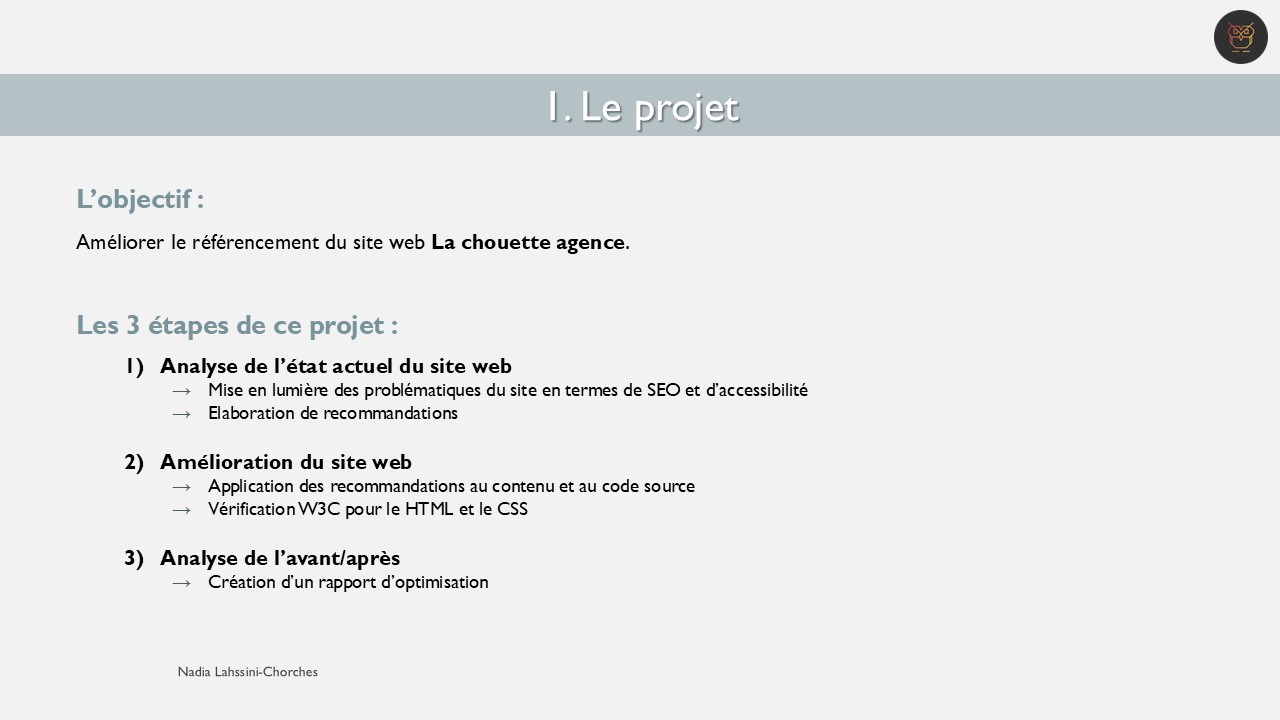 1. Le projet
L’objectif :
Améliorer le référencement du site web La chouette agence.
Les 3 étapes de ce projet :
1) Analyse de l’état actuel du site web
→ Mise en lumière des problématiques du site en termes de SEO et d’accessibilité
→ Elaboration de recommandations
2) Amélioration du site web
→ Application des recommandations au contenu et au code source
→ Vérification W3C pour le HTML et le CSS
3) Analyse de l’avant/après
→ Création d’un rapport d’optimisation
Nadia Lahssini-Chorches